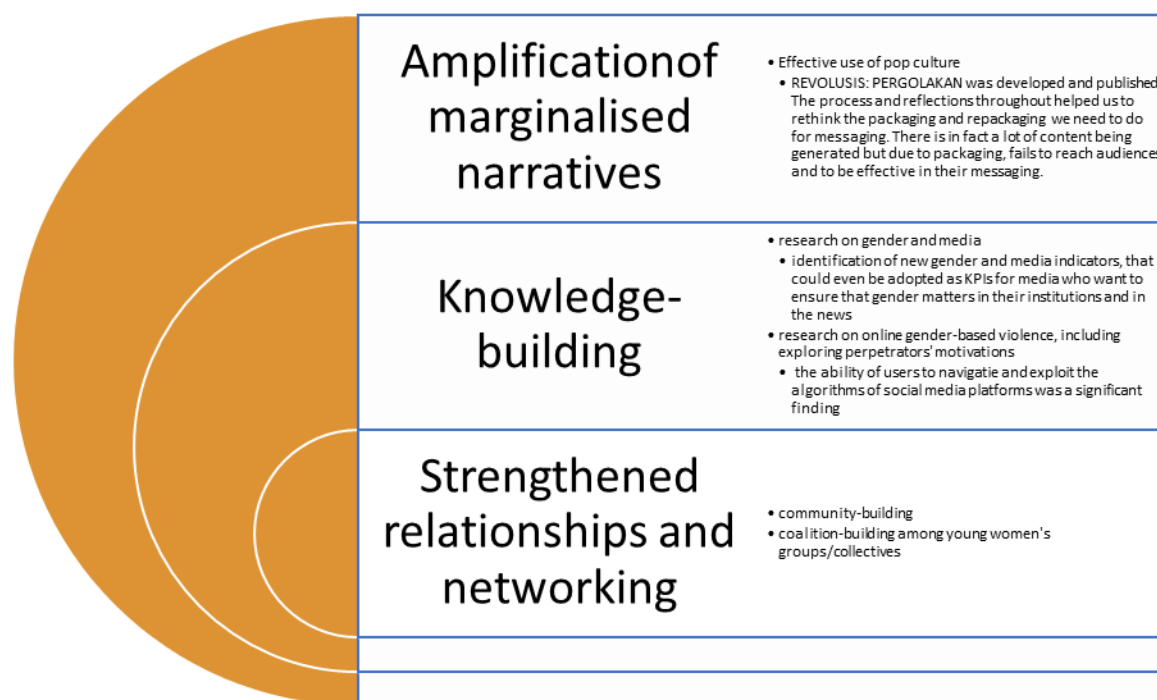 Amplificationof
marginalised
narratives
• Effective use of pop culture
• REVOLUSIS: PERGOLAKAN was developed and published
The process and reflections throughout helped us to
rethink the packaging and repackaging we need to do
for messaging. There is in fact a lot of content being
generated but due to packaging, fails to reach audiences
and to be effective in their messaging.
Knowledge-
building
• research on gender and media
• identification of new gender and media indicators, that
could even be adopted as KPIs for media who want to
ensure that gender matters in their institutions and in
the news
• research on online gender-based violence, including
exploring perpetrators' motivations
• the ability of users to navigatie and exploit the
algorithms of social media platforms was a significant
finding
Strengthened
relationships and
networking
• community-building
• coalition-building among young women's
groups/collectives